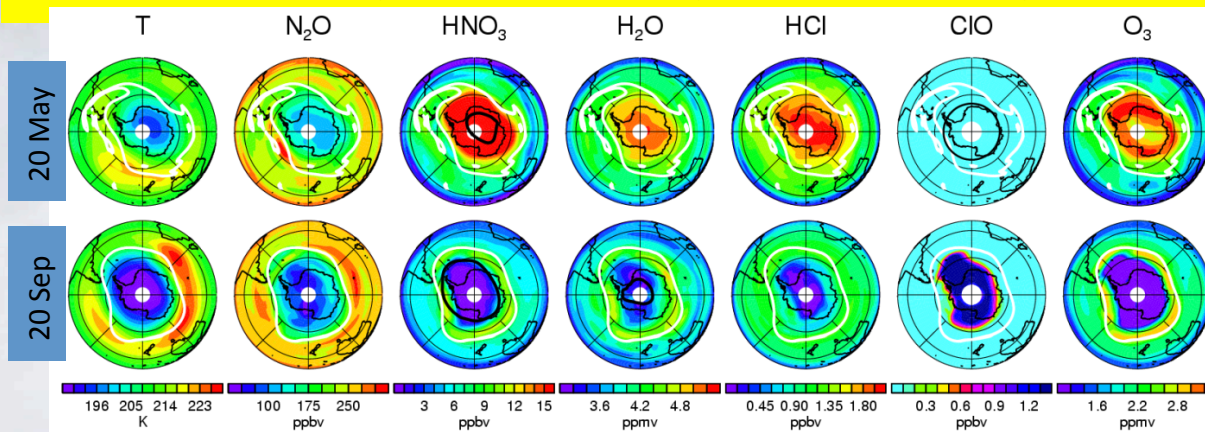 T N₂O HNO₃ H₂O HCl ClO O₃
20 May
20 Sep
196 205 214 223 100 175 250 3 6 9 12 15 3.6 4.2 4.8 0.45 0.90 1.35 1.80 0.3 0.6 0.9 1.2 1.6 2.2 2.8
K ppbv ppbv ppmv ppbv ppbv ppmv